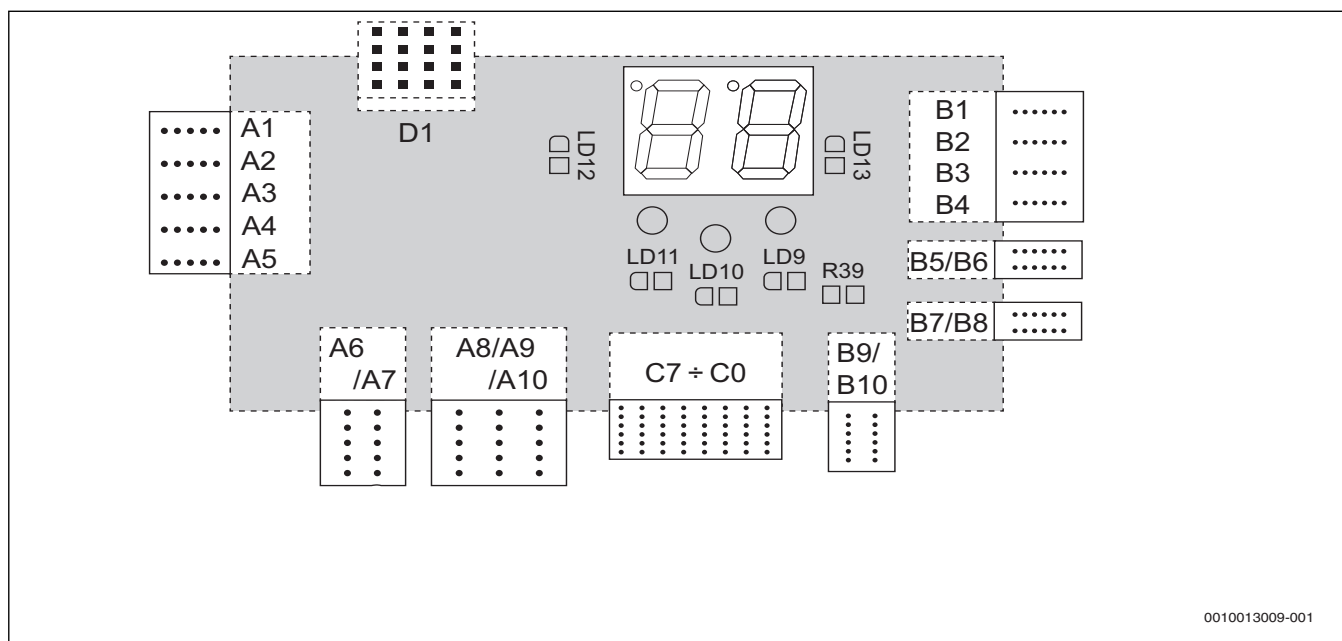 D1
A1
A2
A3
A4
A5
LD12
LD13
B1
B2
B3
B4
LD11
LD10
LD9
R39
B5/B6
B7/B8
A6
/A7
A8/A9
/A10
C7 ÷ C0
B9/
B10
0010013009-001